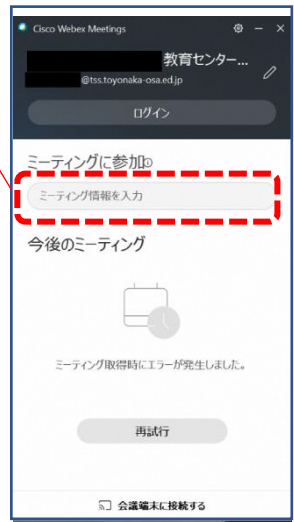 Cisco Webex Meetings
教育センター...
@tss.toyonaka-osa.ed.jp
ログイン
ミーティングに参加
ミーティング情報を入力
今後のミーティング
ミーティング取得時にエラーが発生しました。
再試行
会議端末に接続する